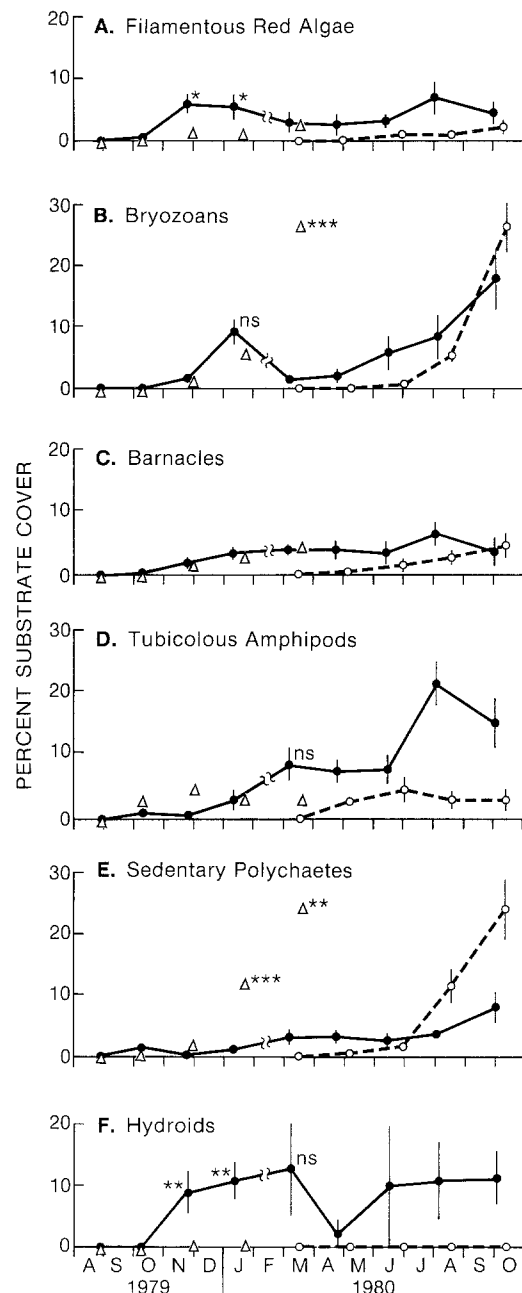 A. Filamentous Red Algae
20
10
0
* *
B. Bryozoans
30
20
10
0
***
ns
C. Barnacles
20
10
0
PERCENT SUBSTRATE COVER
D. Tubicolous Amphipods
30
20
10
0
ns
E. Sedentary Polychaetes
30
20
10
0
**
***
F. Hydroids
20
10
0
** ** ns
A S O N D J F M A M J J A S O
1979 1980